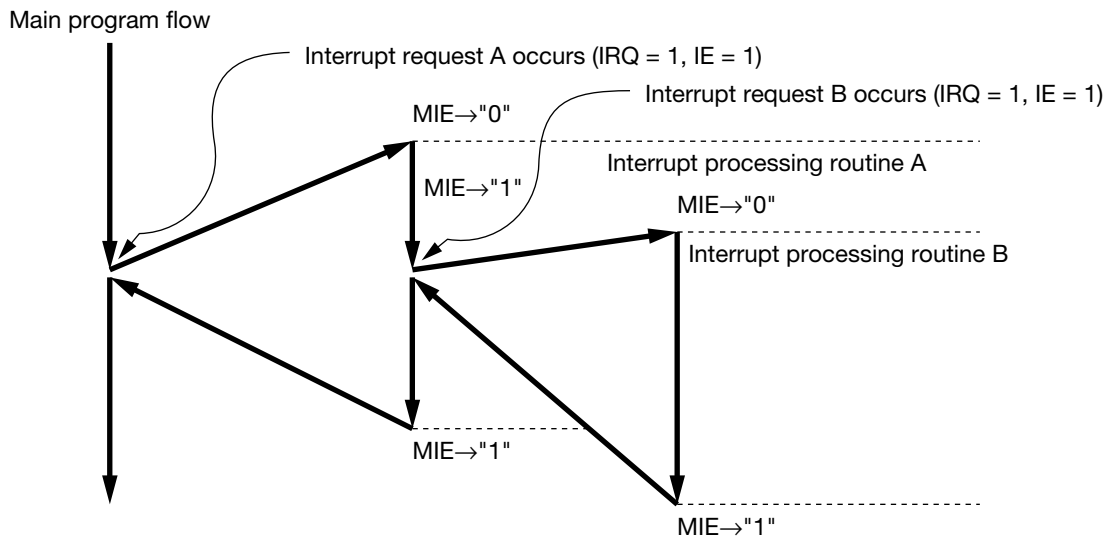 Main program flow
Interrupt request A occurs (IRQ = 1, IE = 1)
Interrupt request B occurs (IRQ = 1, IE = 1)
MIE→"0"
Interrupt processing routine A
MIE→"1"
MIE→"0"
Interrupt processing routine B
MIE→"1"
MIE→"1"